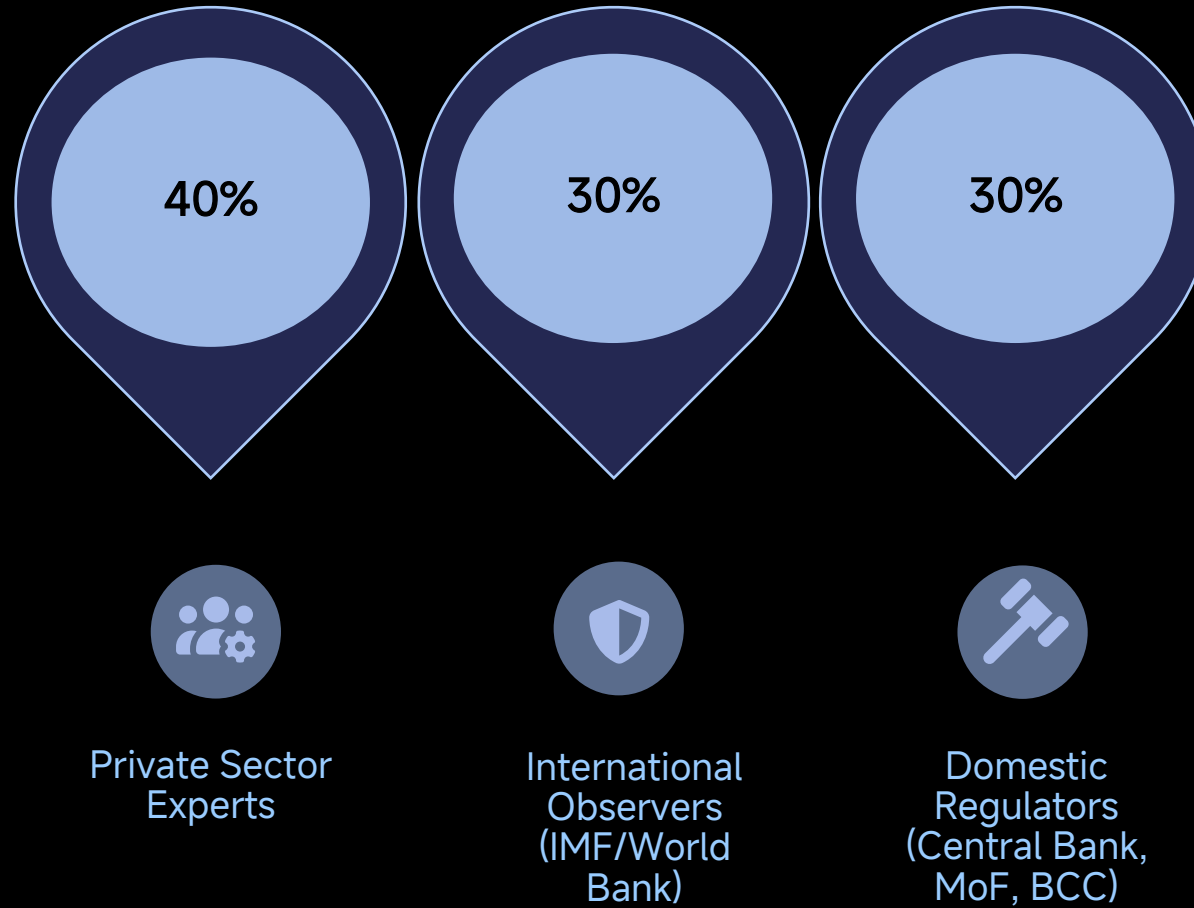 40%
30%
30%
Private Sector
Experts
International
Observers
(IMF/World
Bank)
Domestic
Regulators
(Central Bank,
MoF, BCC)